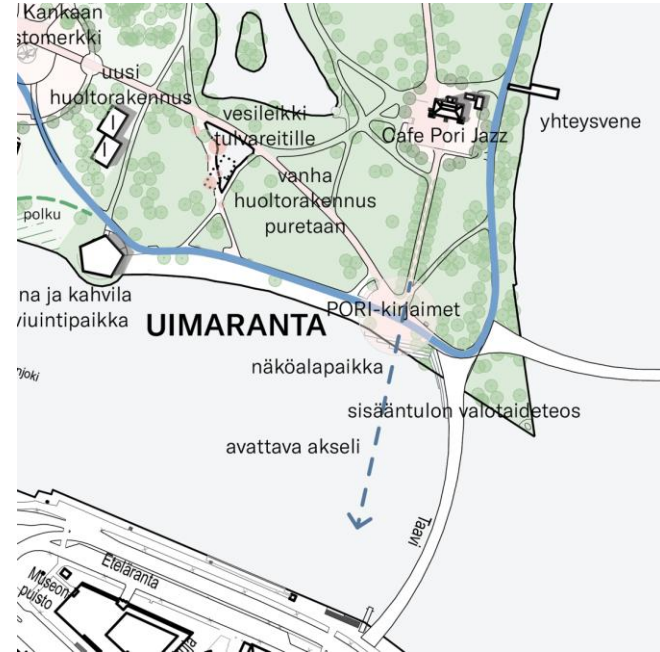 Kankaan
stomerkki
uusi
huoltorakennus
vesileikki
tulvareitille
Cafe Pori Jazz
yhteysvene
vanha
huoltorakennus
puretaan
polku
na ja kahvila
viuintipaikka
UIMARANTA
PORI-kirjaimet
näköalapaikka
njoki
sisääntulon valotaideteos
avattava akseli
Taavi
Eteläranta
Museon-
puisto